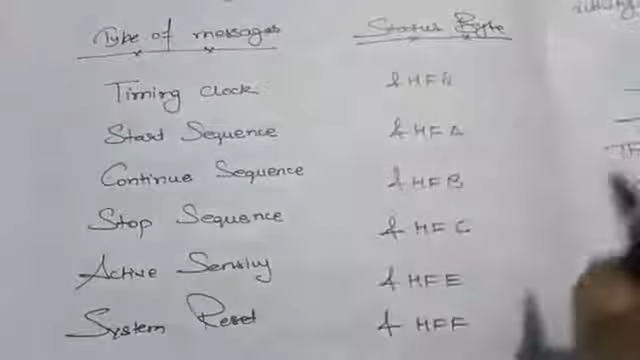 Type of messages Status Byte
Timing Clock &HF8
Start Sequence &HFA
Continue Sequence &HFB
Stop Sequence &HFC
Active Sensing &HFE
System Reset &HFF